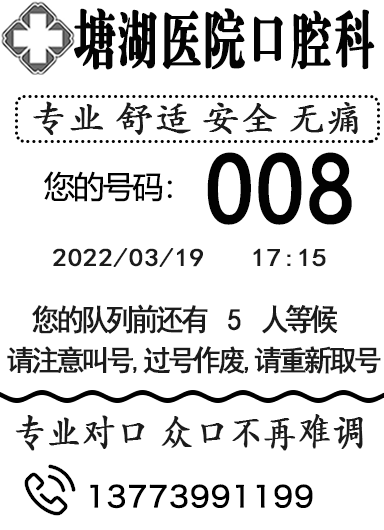 塘湖医院口腔科
专业 舒适 安全 无痛
您的号码： 008
2022/03/19 17:15
您的队列前还有 5 人等候
请注意叫号，过号作废，请重新取号
专业对口 众口不再难调
13773991199